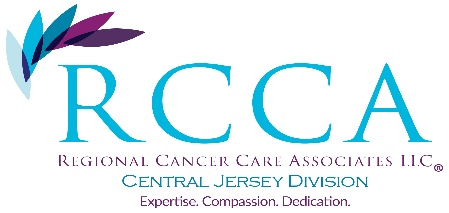 RCCA
REGIONAL CANCER CARE ASSOCIATES LLC®
CENTRAL JERSEY DIVISION
Expertise. Compassion. Dedication.